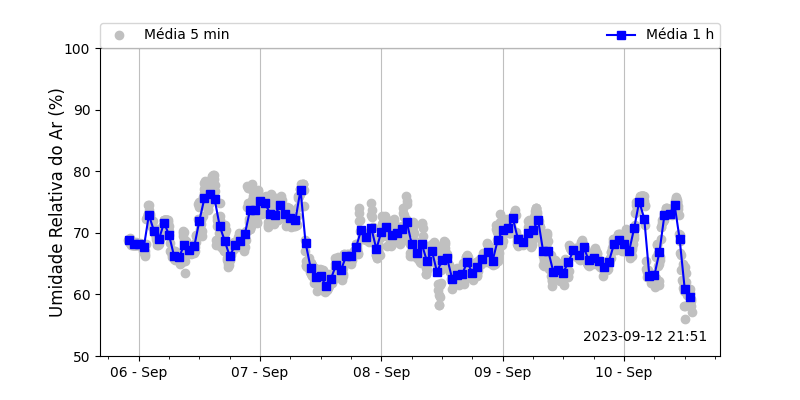 Média 5 min
Média 1 h
100
90
80
70
60
50
Umidade Relativa do Ar (%)
2023-09-12 21:51
06 - Sep
07 - Sep
08 - Sep
09 - Sep
10 - Sep